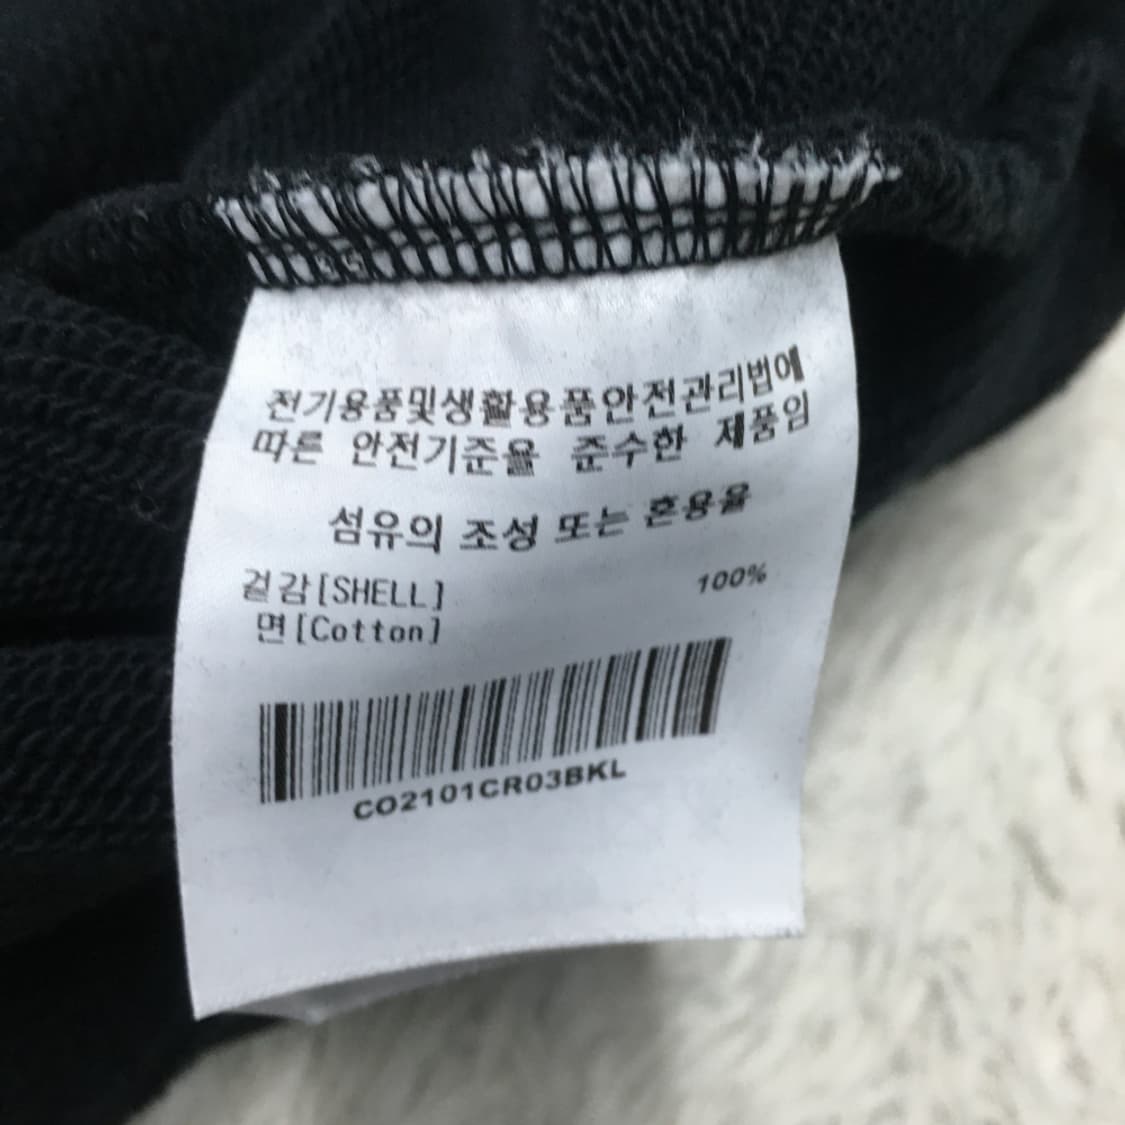 전기용품및생활용품안전관리법에
따른 안전기준을 준수한 제품임
섬유의 조성 또는 혼용율
겉감[SHELL] 100%
면[Cotton]
CO2101CR03BKL